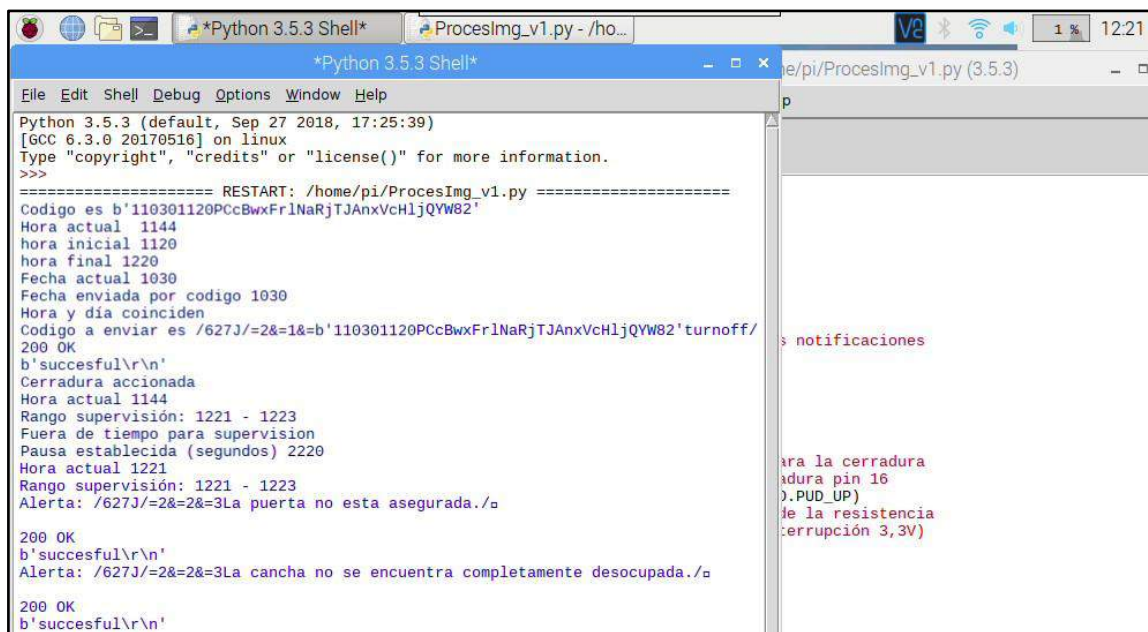 *Python 3.5.3 Shell*
ProcesImg_v1.py - /ho...
V2
1 %
12:21
*Python 3.5.3 Shell*
e/pi/ProcesImg_v1.py (3.5.3)
File Edit Shell Debug Options Window Help
p
Python 3.5.3 (default, Sep 27 2018, 17:25:39)
[GCC 6.3.0 20170516] on linux
Type "copyright", "credits" or "license()" for more information.
>>>
===================== RESTART: /home/pi/ProcesImg_v1.py =====================
Codigo es b'110301120PCcBwxFrlNaRjTJAnxVcHljQYW82'
Hora actual  1144
hora inicial 1120
hora final 1220
Fecha actual 1030
Fecha enviada por codigo 1030
Hora y día coinciden
Codigo a enviar es /627J/=2&=1&=b'110301120PCcBwxFrlNaRjTJAnxVcHljQYW82'turnoff/
200 OK
b'succesful\r\n'
Cerradura accionada
Hora actual 1144
Rango supervisión: 1221 - 1223
Fuera de tiempo para supervision
Pausa establecida (segundos) 2220
Hora actual 1221
Rango supervisión: 1221 - 1223
Alerta: /627J/=2&=2&=3La puerta no esta asegurada./
200 OK
b'succesful\r\n'
Alerta: /627J/=2&=2&=3La cancha no se encuentra completamente desocupada./
200 OK
b'succesful\r\n'
s notificaciones
ara la cerradura
adura pin 16
O.PUD_UP)
de la resistencia
terrupción 3,3V)